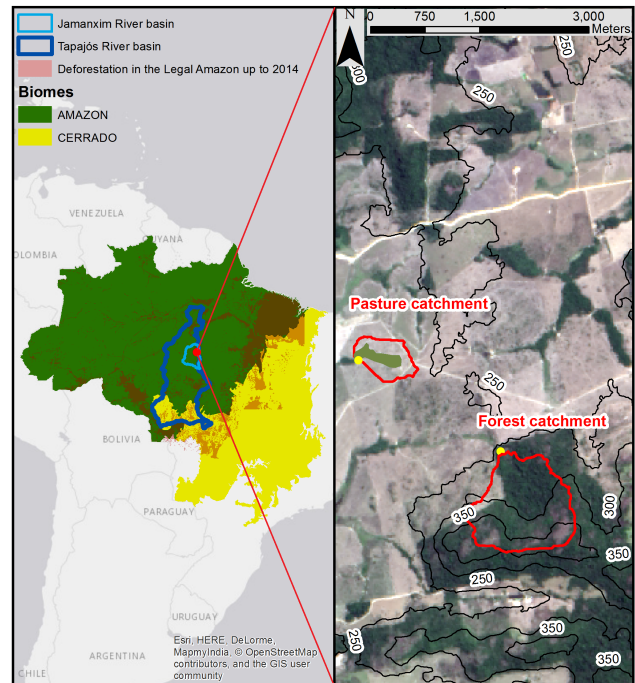 Jamanxim River basin
Tapajós River basin
Deforestation in the Legal Amazon up to 2014
Biomes
AMAZON
CERRADO
VENEZUELA
GUYANA
OLOMBIA
BOLIVIA
PARAGUAY
URUGUAY
ARGENTINA
CHILE
Esri, HERE, DeLorme,
MapmyIndia, © OpenStreetMap
contributors, and the GIS user
community
N
0 750 1,500 3,000
Meters
250
300
250
Pasture catchment
250
Forest catchment
350
300
350
250
350
250
350